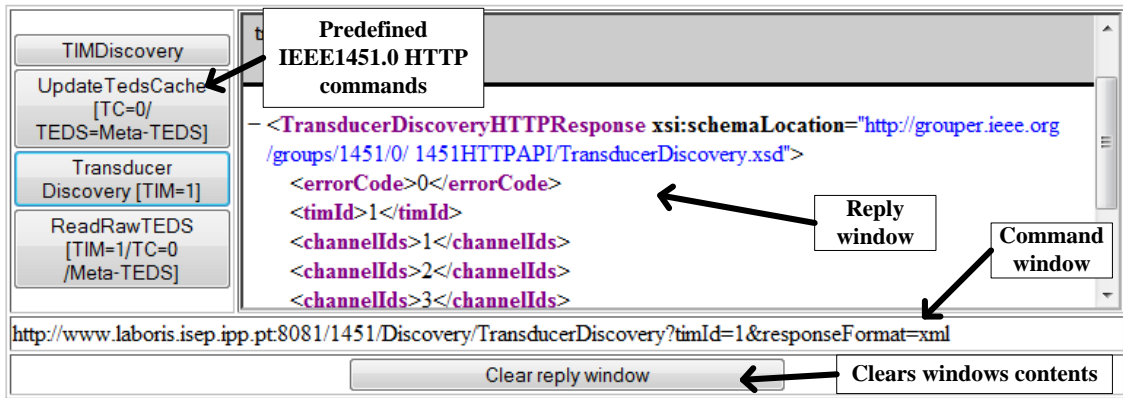 TIMDiscovery
UpdateTedsCache
[TC=0/
TEDS=Meta-TEDS]
Transducer
Discovery [TIM=1]
ReadRawTEDS
[TIM=1/TC=0
/Meta-TEDS]
Predefined
IEEE1451.0 HTTP
commands
− <TransducerDiscoveryHTTPResponse xsi:schemaLocation="http://grouper.ieee.org
/groups/1451/0/ 1451HTTPAPI/TransducerDiscovery.xsd">
<errorCode>0</errorCode>
<timId>1</timId>
<channelIds>1</channelIds>
<channelIds>2</channelIds>
<channelIds>3</channelIds>
Reply
window
Command
window
http://www.laboris.isep.ipp.pt:8081/1451/Discovery/TransducerDiscovery?timId=1&responseFormat=xml
Clear reply window
Clears windows contents